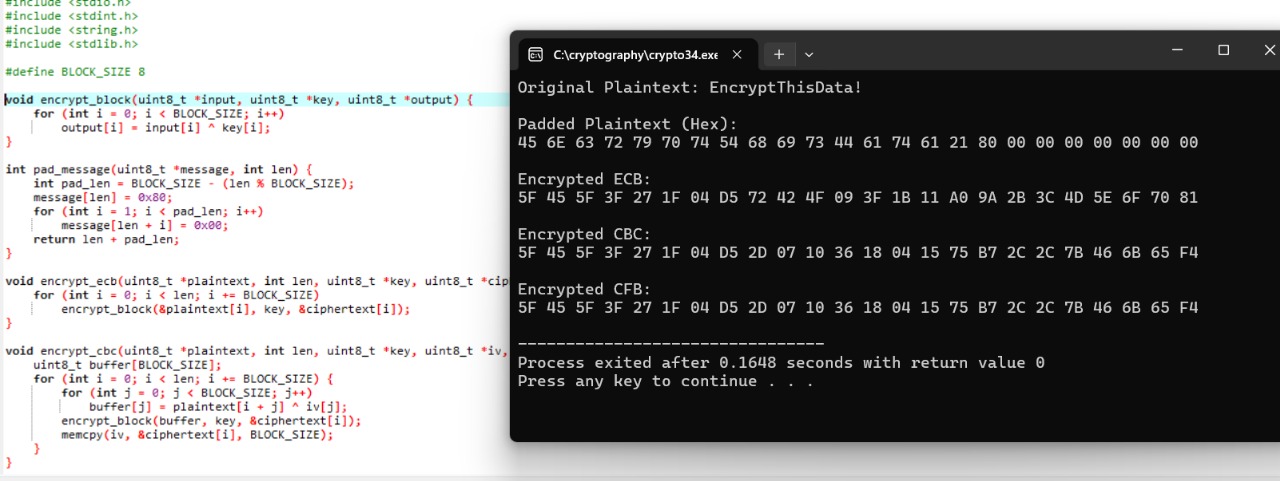 #include <stdio.h>
#include <stdint.h>
#include <string.h>
#include <stdlib.h>
#define BLOCK_SIZE 8
void encrypt_block(uint8_t *input, uint8_t *key, uint8_t *output) {
for (int i = 0; i < BLOCK_SIZE; i++)
output[i] = input[i] ^ key[i];
}
int pad_message(uint8_t *message, int len) {
int pad_len = BLOCK_SIZE - (len % BLOCK_SIZE);
message[len] = 0x80;
for (int i = 1; i < pad_len; i++)
message[len + i] = 0x00;
return len + pad_len;
}
void encrypt_ecb(uint8_t *plaintext, int len, uint8_t *key, uint8_t *cip
for (int i = 0; i < len; i += BLOCK_SIZE)
encrypt_block(&plaintext[i], key, &ciphertext[i]);
}
void encrypt_cbc(uint8_t *plaintext, int len, uint8_t *key, uint8_t *iv,
uint8_t buffer[BLOCK_SIZE];
for (int i = 0; i < len; i += BLOCK_SIZE) {
for (int j = 0; j < BLOCK_SIZE; j++)
buffer[j] = plaintext[i + j] ^ iv[j];
encrypt_block(buffer, key, &ciphertext[i]);
memcpy(iv, &ciphertext[i], BLOCK_SIZE);
}
}
C:\cryptography\crypto34.exe
Original Plaintext: EncryptThisData!
Padded Plaintext (Hex):
45 6E 63 72 79 70 74 54 68 69 73 44 61 74 61 21 80 00 00 00 00 00 00 00
Encrypted ECB:
5F 45 5F 3F 27 1F 04 D5 72 42 4F 09 3F 1B 11 A0 9A 2B 3C 4D 5E 6F 70 81
Encrypted CBC:
5F 45 5F 3F 27 1F 04 D5 2D 07 10 36 18 04 15 75 B7 2C 2C 7B 46 6B 65 F4
Encrypted CFB:
5F 45 5F 3F 27 1F 04 D5 2D 07 10 36 18 04 15 75 B7 2C 2C 7B 46 6B 65 F4
--------------------------------
Process exited after 0.1648 seconds with return value 0
Press any key to continue . . .